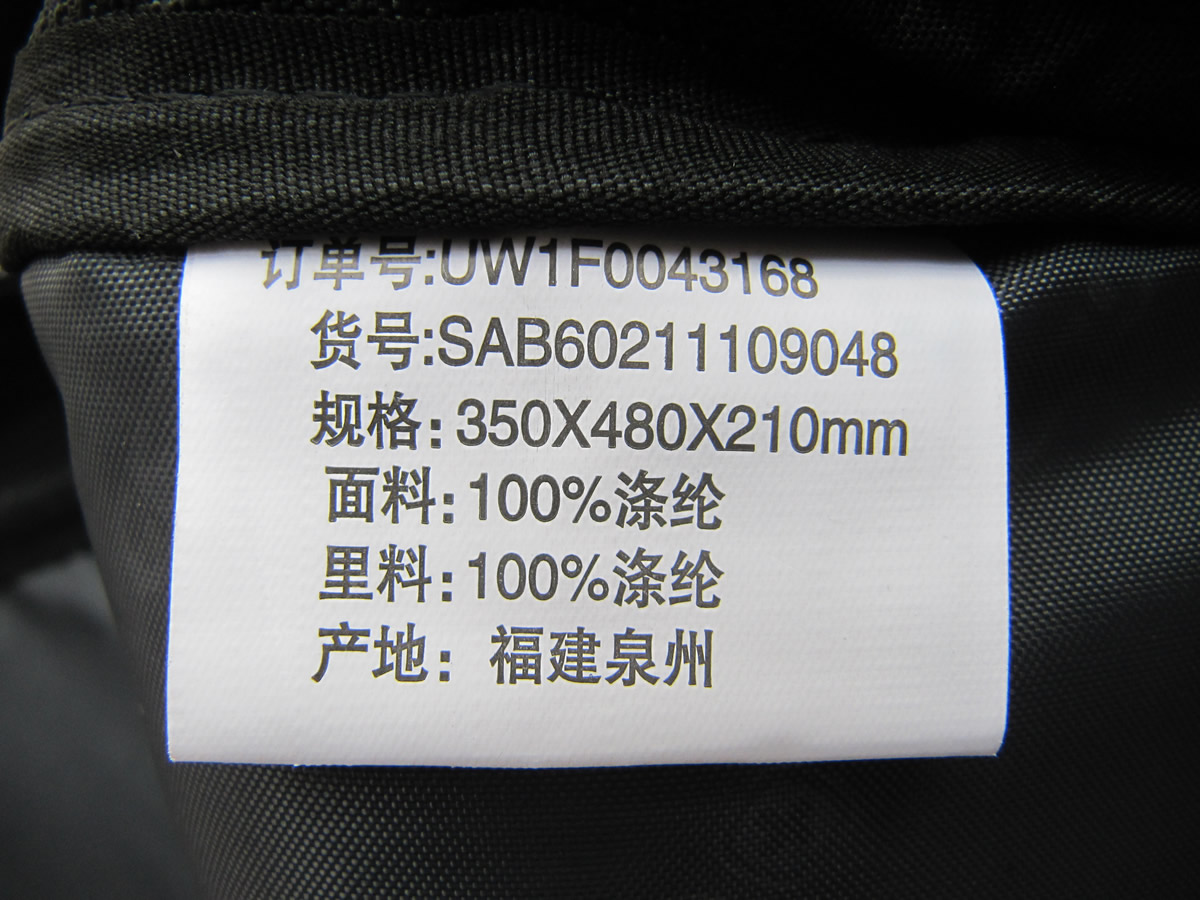 订单号:UW1F0043168
货号:SAB60211109048
规格:350X480X210mm
面料:100%涤纶
里料:100%涤纶
产地: 福建泉州